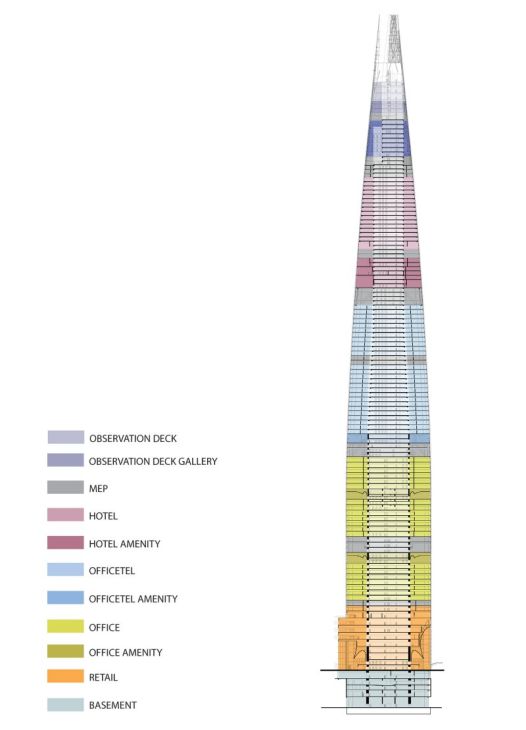 OBSERVATION DECK
OBSERVATION DECK GALLERY
MEP
HOTEL
HOTEL AMENITY
OFFICETEL
OFFICETEL AMENITY
OFFICE
OFFICE AMENITY
RETAIL
BASEMENT